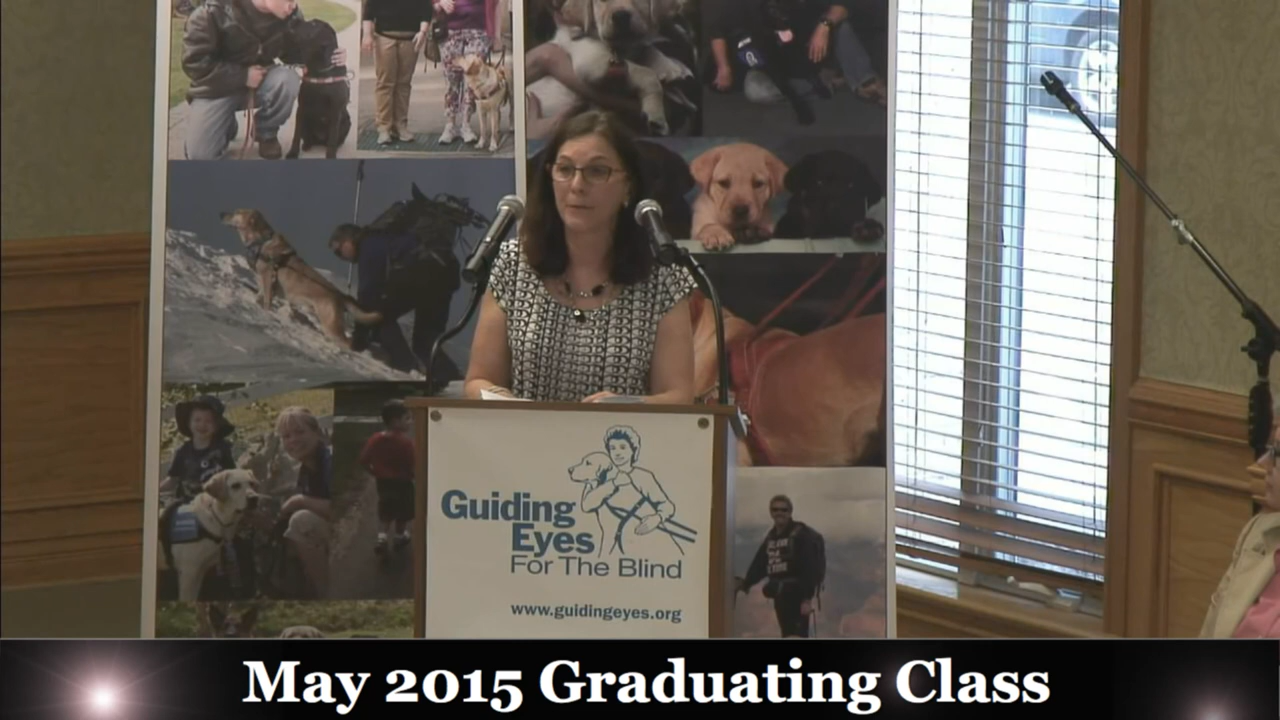 Guiding
Eyes
For The Blind
www.guidingeyes.org
May 2015 Graduating Class